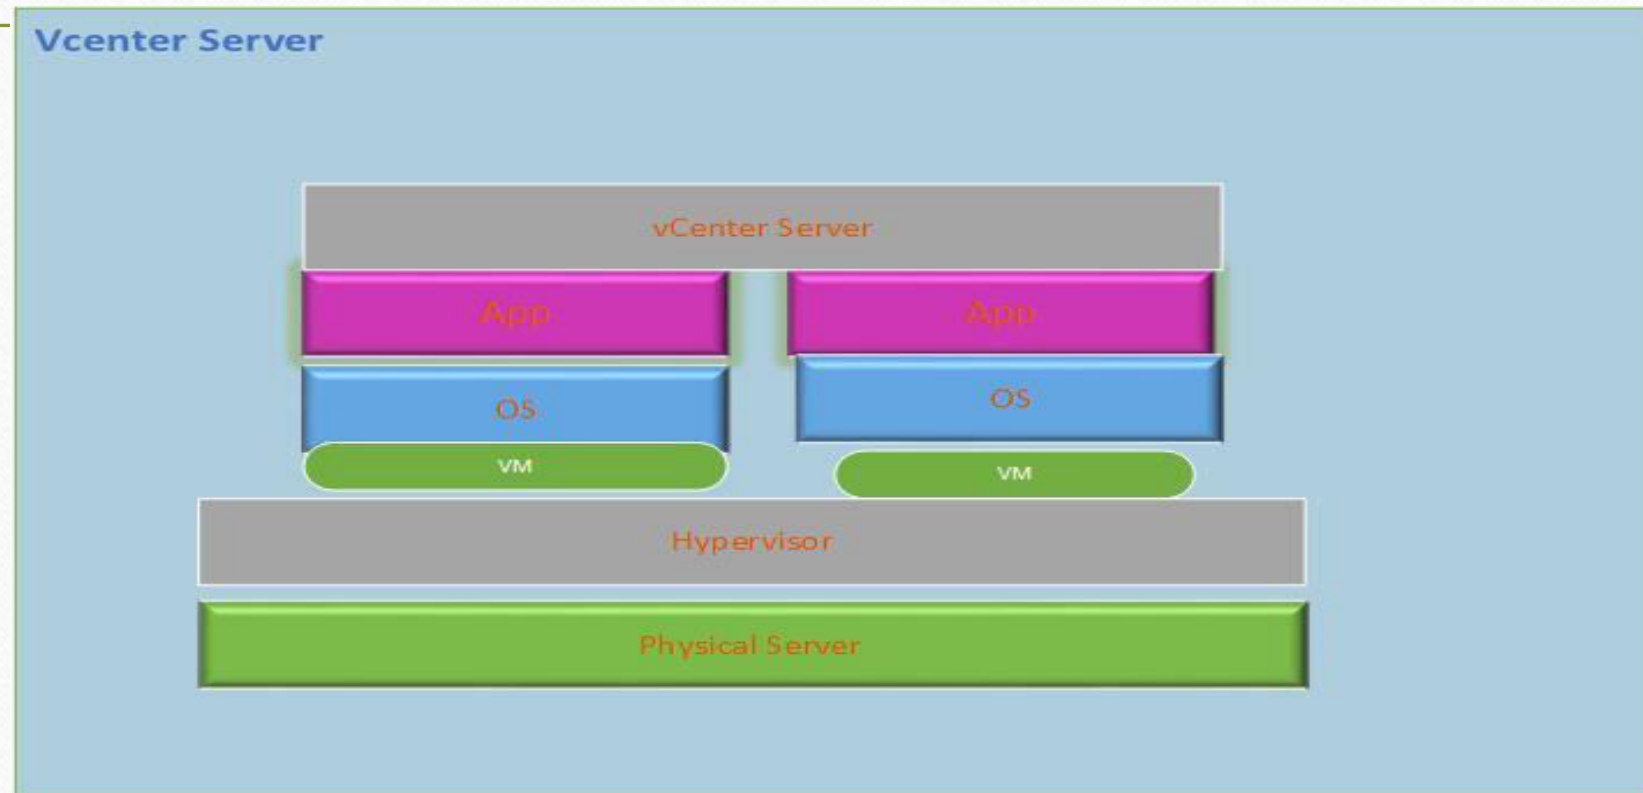 Vcenter Server
vCenter Server
App
App
OS
OS
VM
VM
Hypervisor
Physical Server